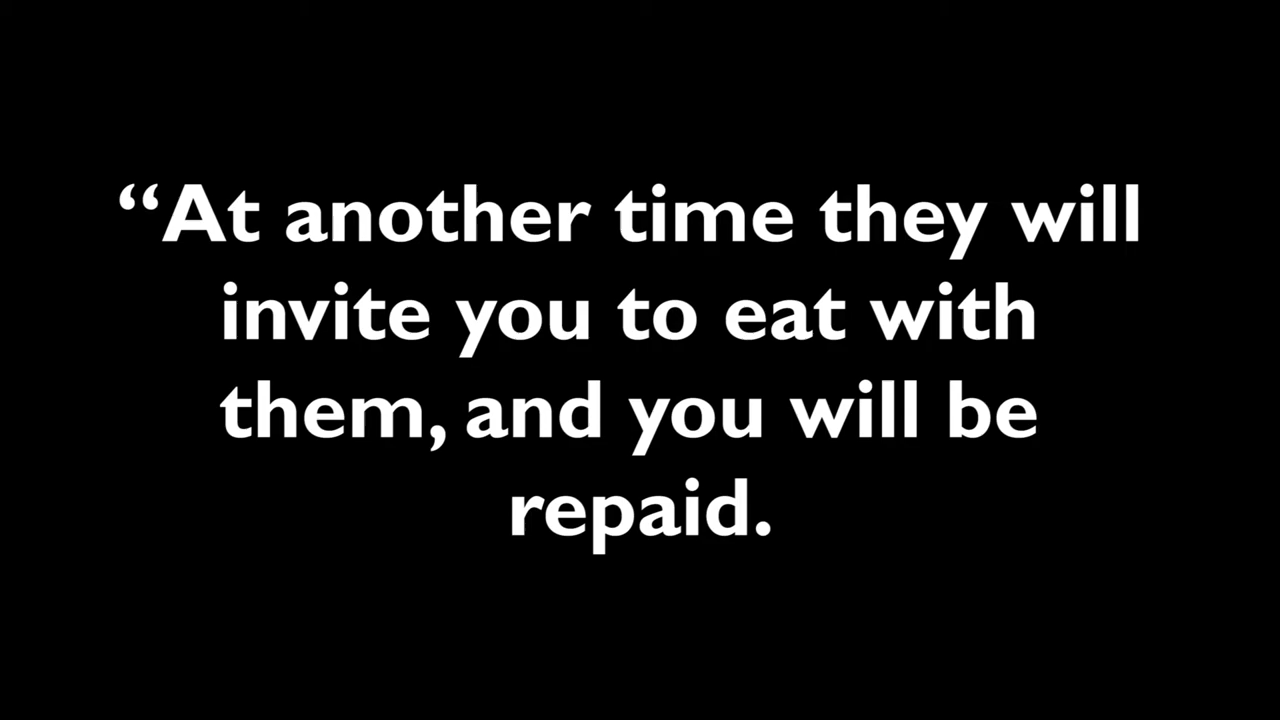 “At another time they will
invite you to eat with
them, and you will be
repaid.